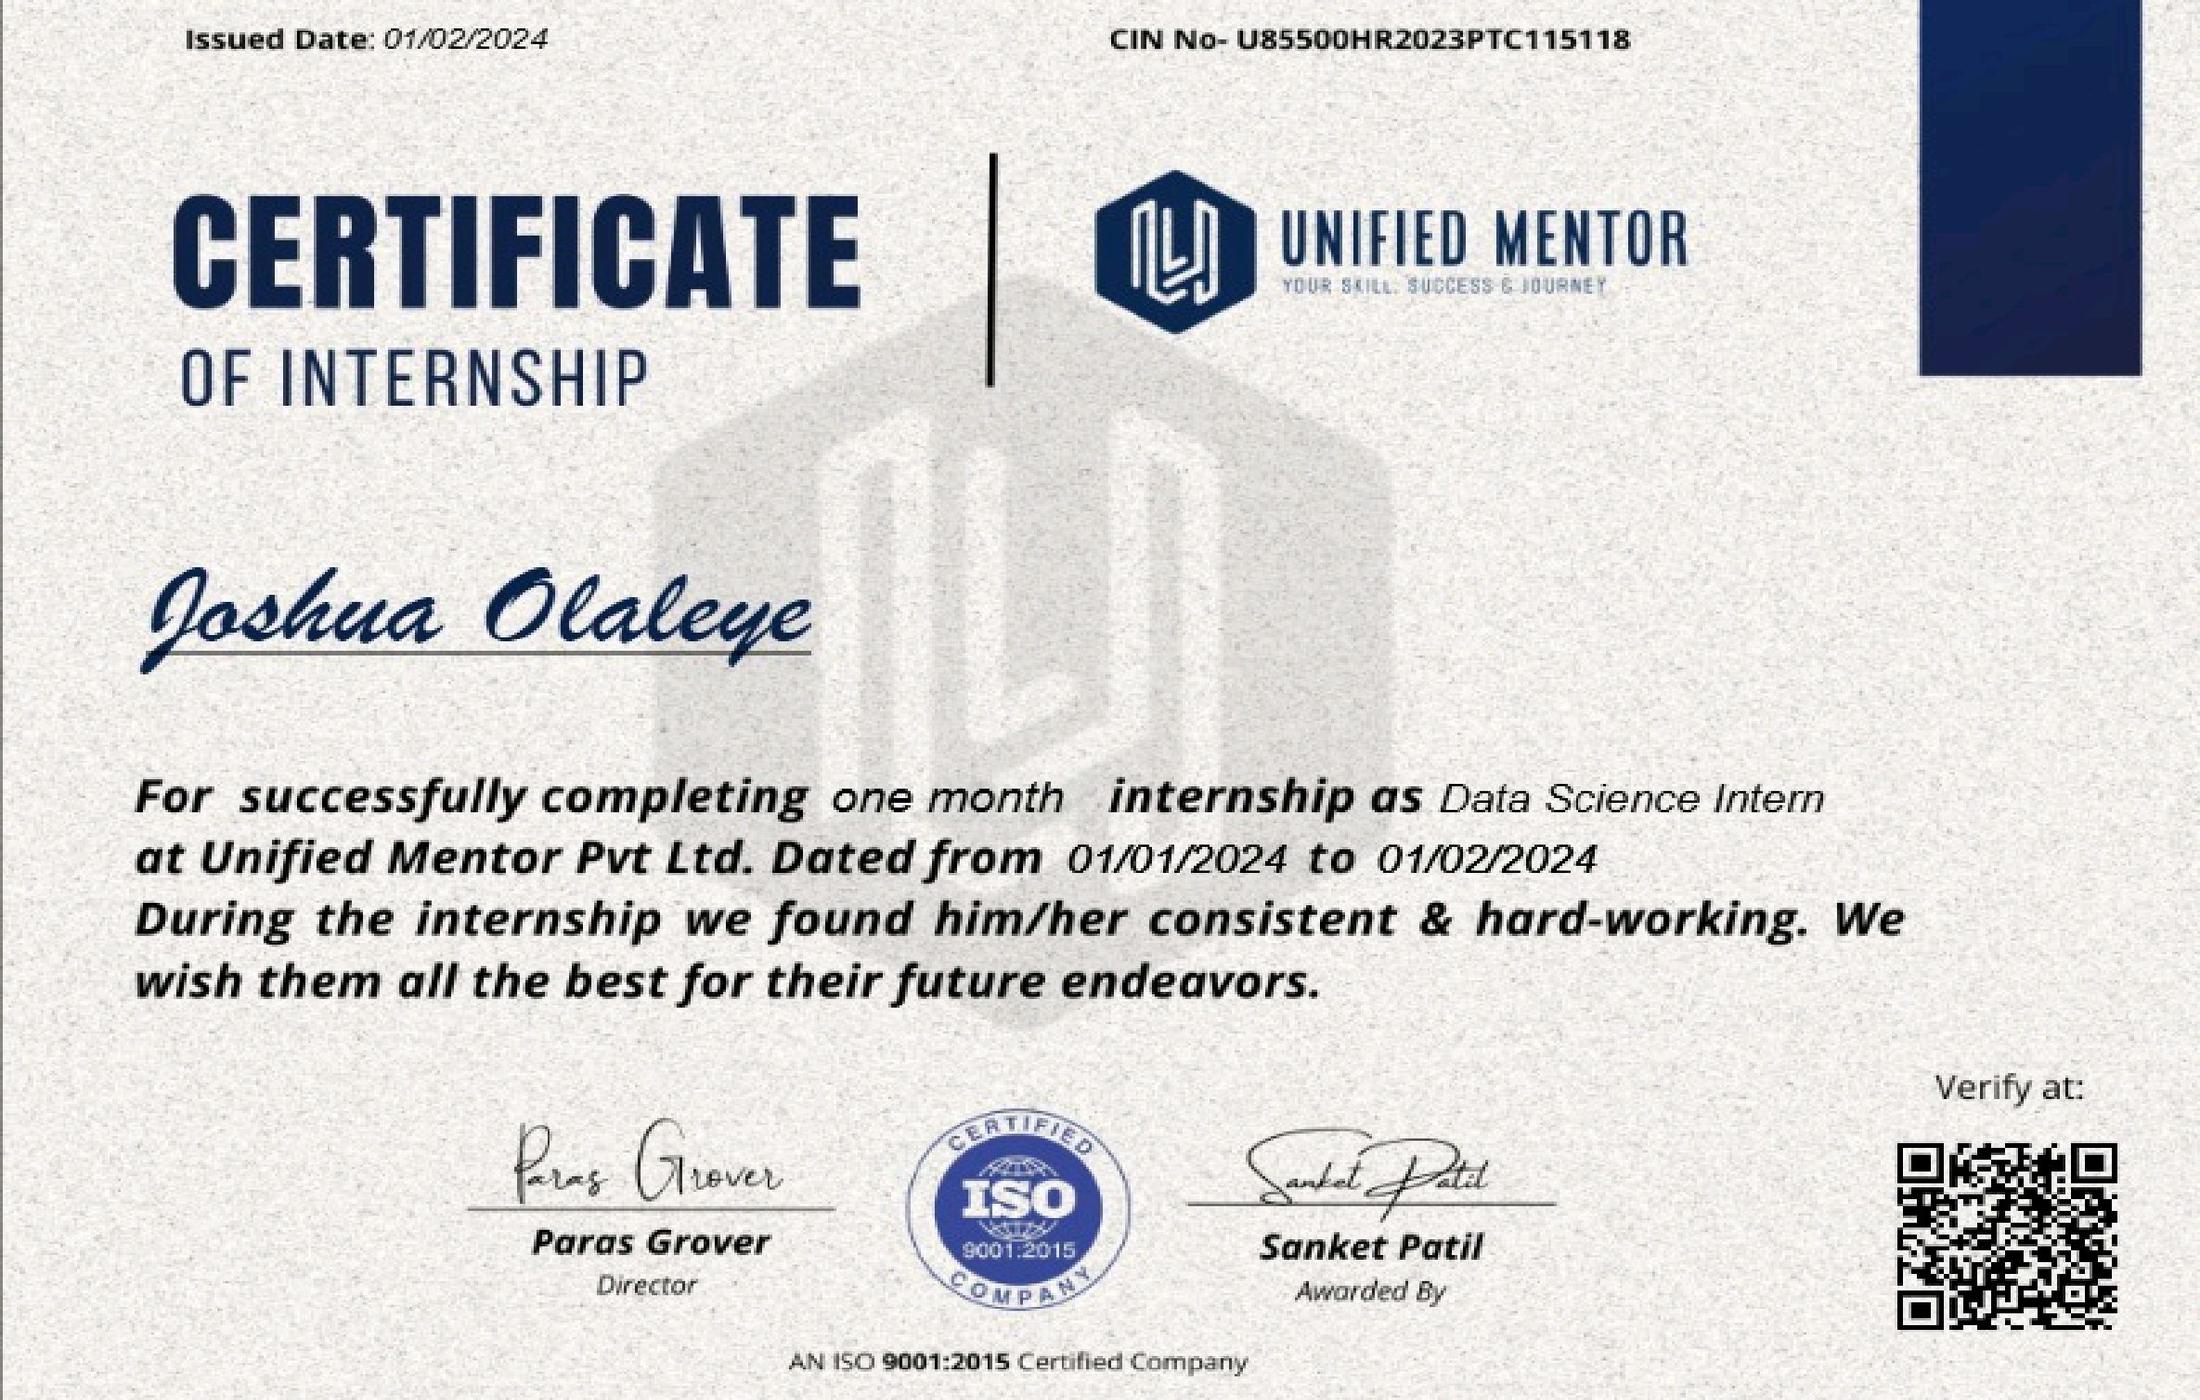 Issued Date: 01/02/2024
CIN No- U85500HR2023PTC115118
CERTIFICATE
OF INTERNSHIP
UNIFIED MENTOR
YOUR SKILL, SUCCESS & JOURNEY
Joshua Olaleye
For successfully completing one month internship as Data Science Intern
at Unified Mentor Pvt Ltd. Dated from 01/01/2024 to 01/02/2024
During the internship we found him/her consistent & hard-working. We
wish them all the best for their future endeavors.
Verify at:
Paras Grover
Paras Grover
Director
CERTIFIED
ISO
9001:2015
COMPANY
Sanket Patil
Sanket Patil
Awarded By
AN ISO 9001:2015 Certified Company